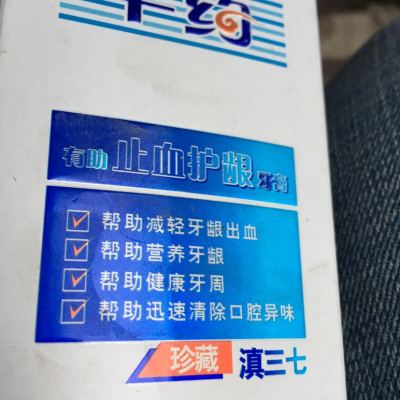 约
有助止血护龈牙膏
帮助减轻牙龈出血
帮助营养牙龈
帮助健康牙周
帮助迅速清除口腔异味
珍藏 滇三七